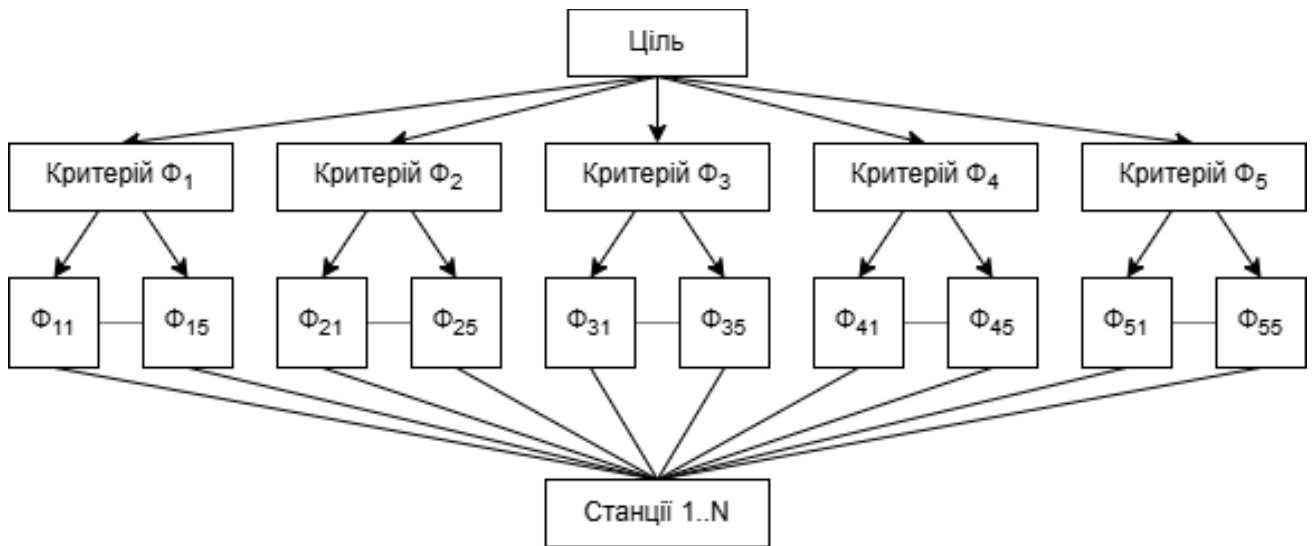 Ціль
Критерій Ф₁ Критерій Ф₂ Критерій Ф₃ Критерій Ф₄ Критерій Ф₅
Ф₁₁ Ф₁₅ Ф₂₁ Ф₂₅ Ф₃₁ Ф₃₅ Ф₄₁ Ф₄₅ Ф₅₁ Ф₅₅
Станції 1..N